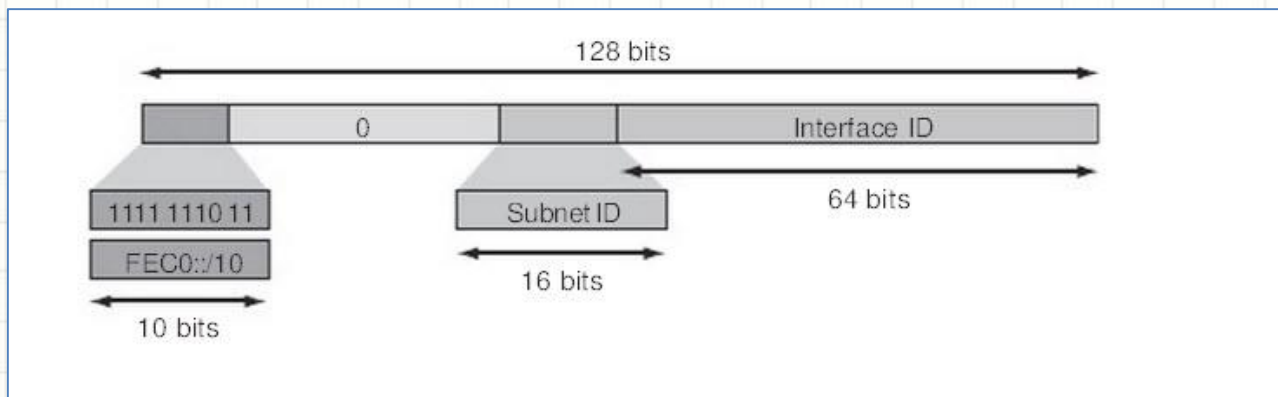 128 bits
0
Interface ID
64 bits
1111 1110 11
Subnet ID
FEC0::/10
16 bits
10 bits